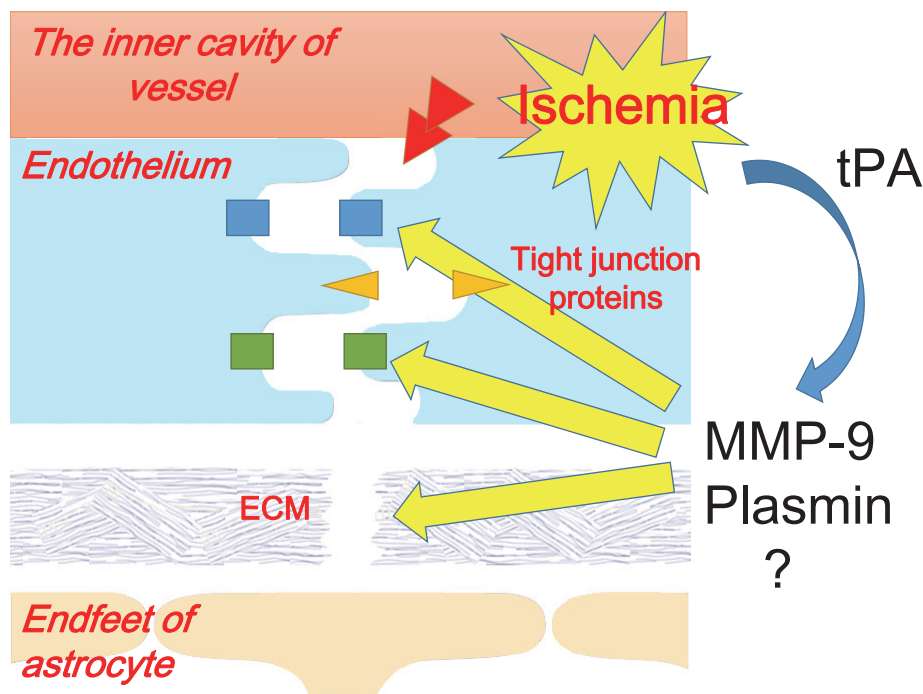 The inner cavity of
vessel
Ischemia
Endothelium
tPA
Tight junction
proteins
MMP-9
Plasmin
?
ECM
Endfeet of
astrocyte